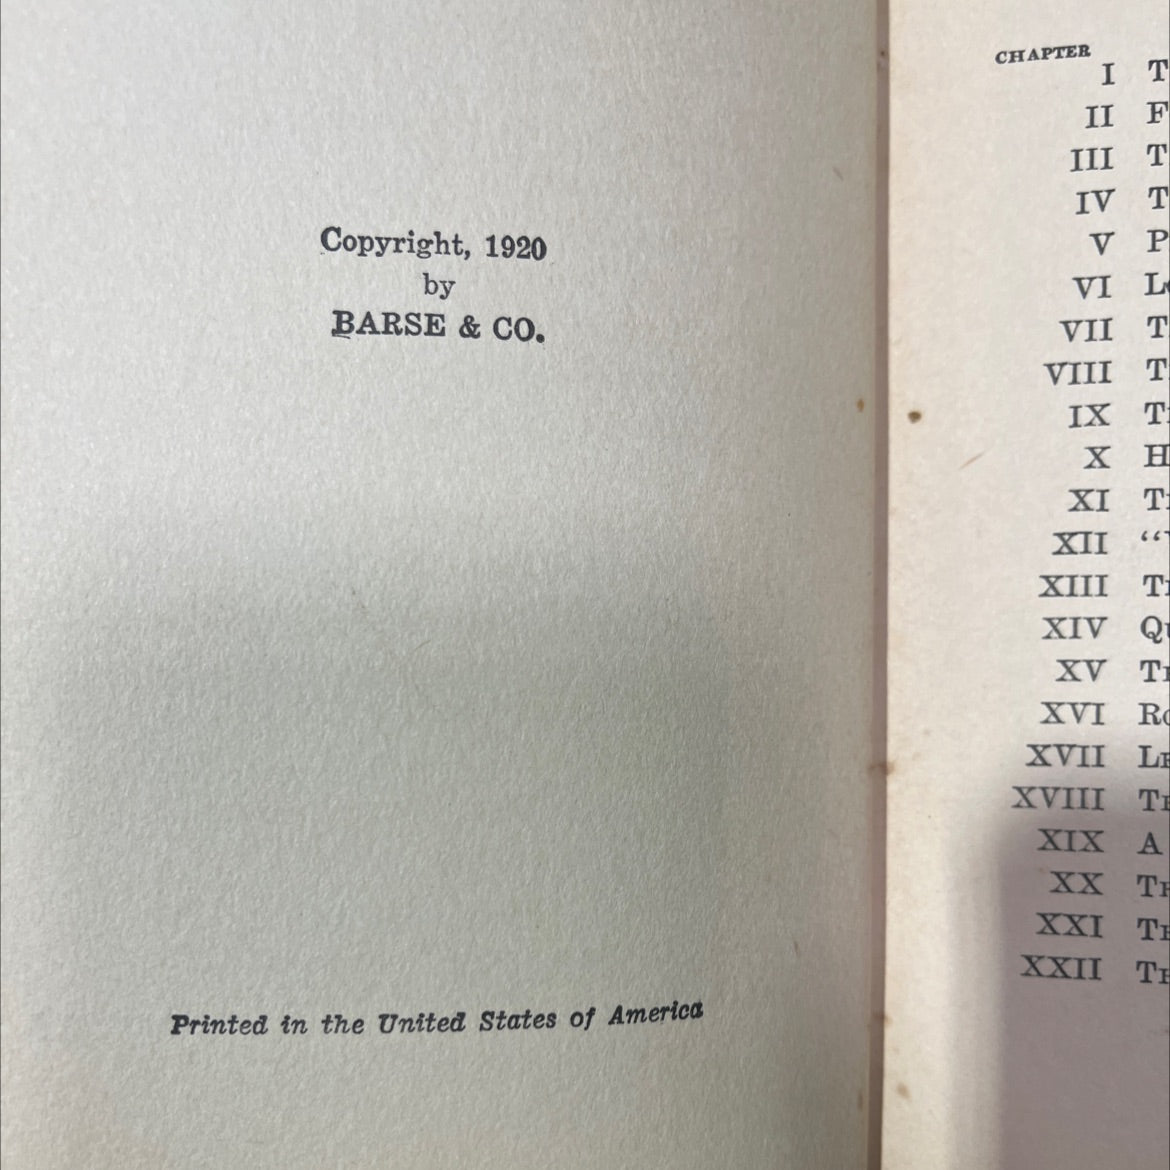 Copyright, 1920
by
BARSE & CO.
Printed in the United States of America
CHAPTER
I
II
III
IV
V
VI
VII
VIII
IX
X
XI
XII
XIII
XIV
XV
XVI
XVII
XVIII
XIX A
XX
XXI
XXII